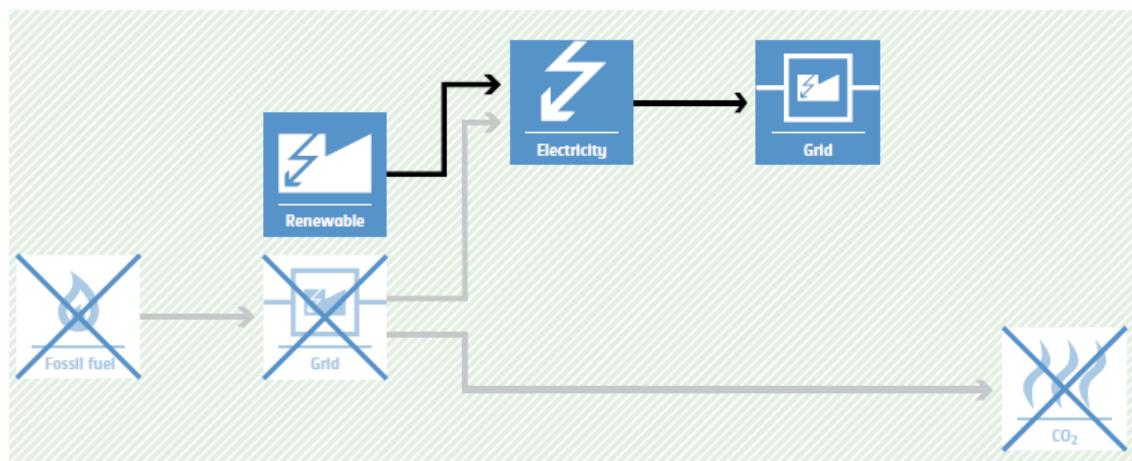 Electricity
Grid
Renewable
Fossil fuel
Grid
CO₂